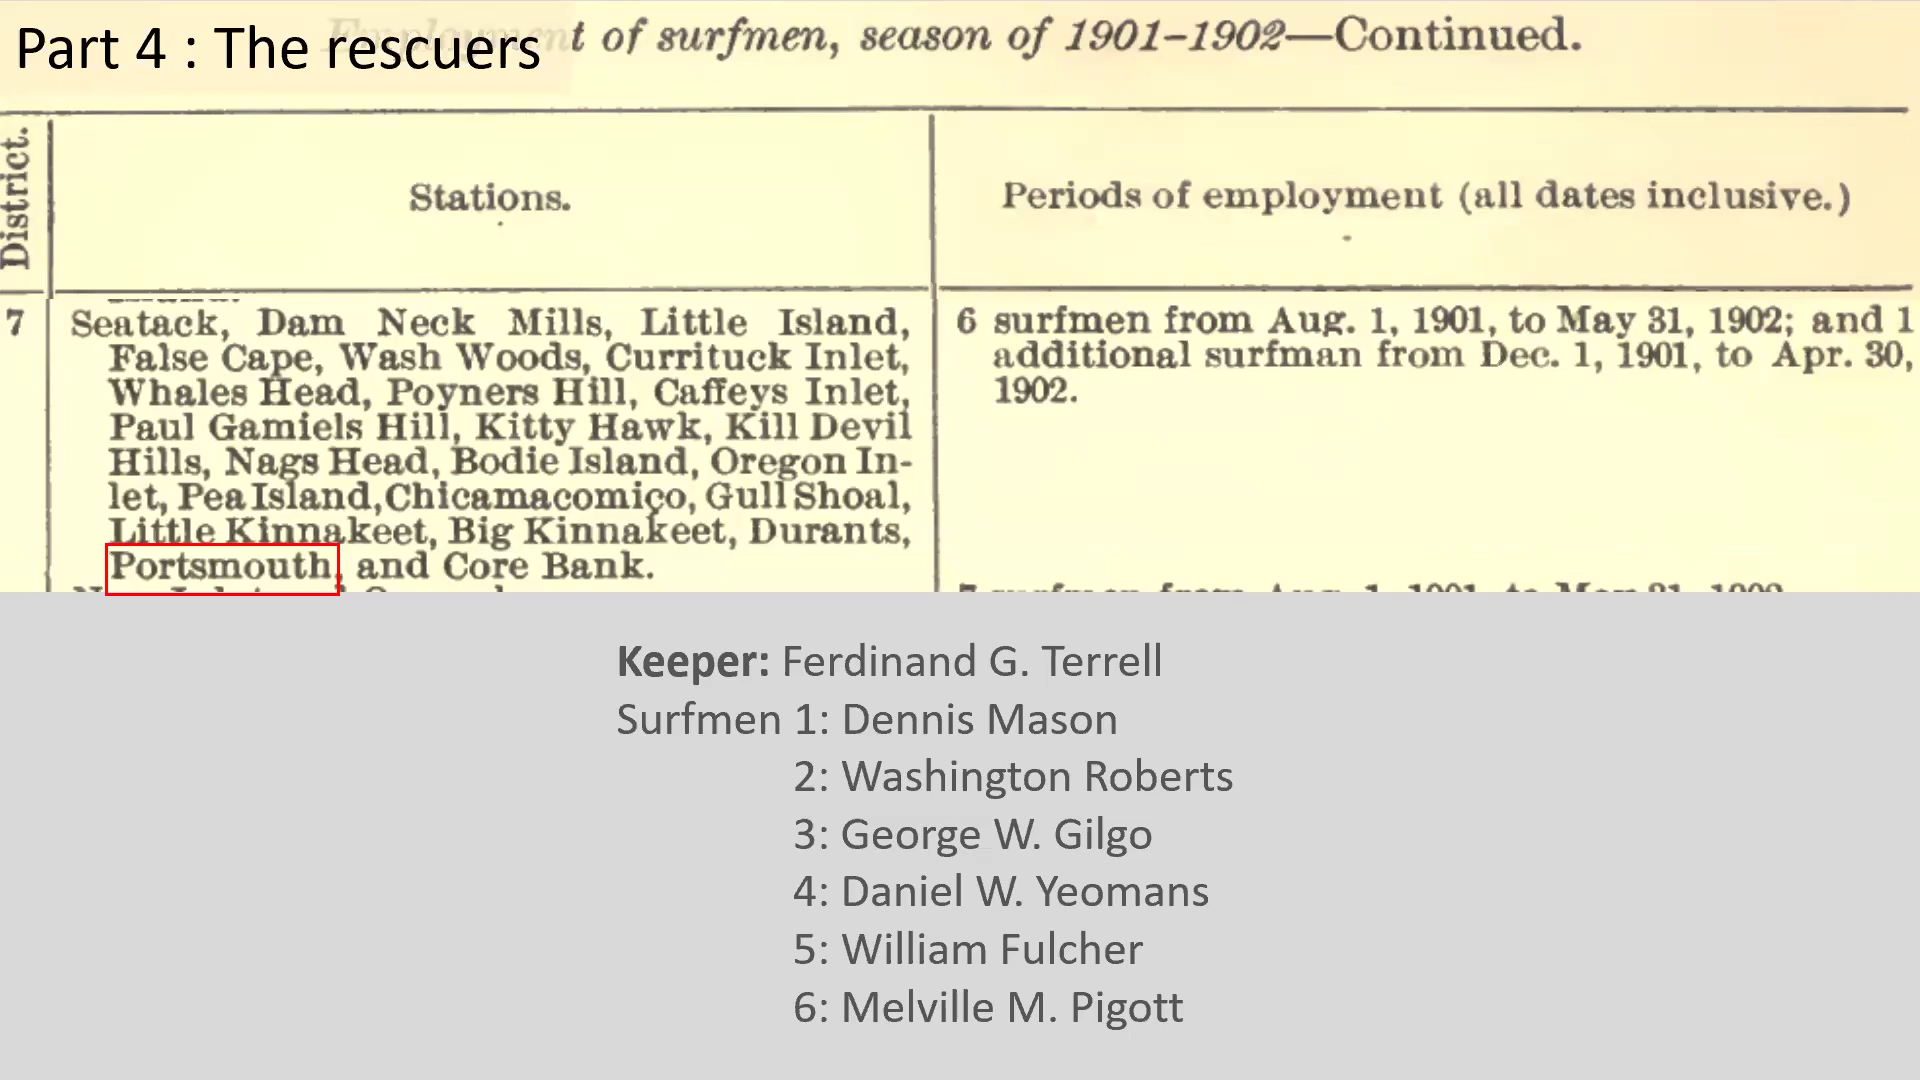 Part 4 : The rescuers
Employment of surfmen, season of 1901–1902—Continued.
District.
Stations.
Periods of employment (all dates inclusive.)
7
Seatack, Dam Neck Mills, Little Island,
False Cape, Wash Woods, Currituck Inlet,
Whales Head, Poyners Hill, Caffeys Inlet,
Paul Gamiels Hill, Kitty Hawk, Kill Devil
Hills, Nags Head, Bodie Island, Oregon In-
let, Pea Island, Chicamacomico, Gull Shoal,
Little Kinnakeet, Big Kinnakeet, Durants,
Portsmouth, and Core Bank.
6 surfmen from Aug. 1, 1901, to May 31, 1902; and 1
additional surfman from Dec. 1, 1901, to Apr. 30,
1902.
Keeper: Ferdinand G. Terrell
Surfmen 1: Dennis Mason
2: Washington Roberts
3: George W. Gilgo
4: Daniel W. Yeomans
5: William Fulcher
6: Melville M. Pigott